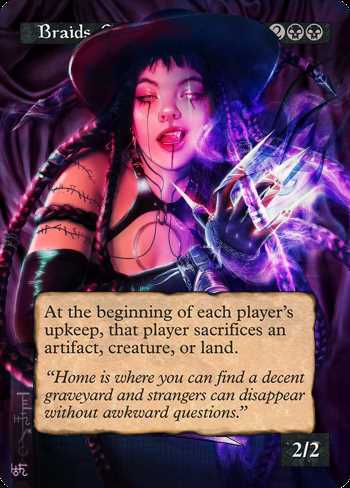 Braids
2
At the beginning of each player's
upkeep, that player sacrifices an
artifact, creature, or land.
“Home is where you can find a decent
graveyard and strangers can disappear
without awkward questions.”
2/2